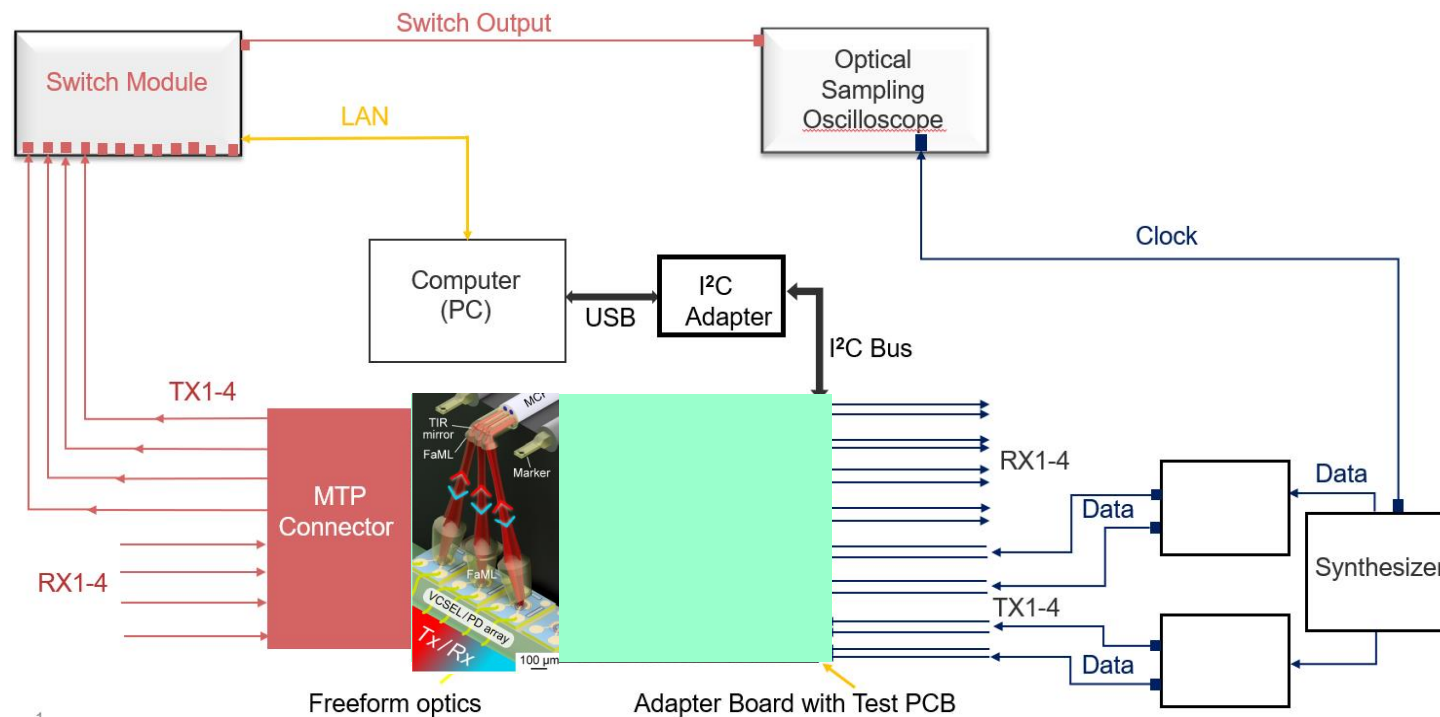 Switch Output
Switch Module
Optical
Sampling
Oscilloscope
LAN
Clock
Computer
(PC)
USB
I²C
Adapter
I²C Bus
TX1-4
MTP
Connector
RX1-4
TIR
mirror
FaML
Marker
FaML
VCSEL/PD array
Tx/Rx
100 µm
RX1-4
TX1-4
Data
Data
Data
Synthesizer
Freeform optics
Adapter Board with Test PCB
1